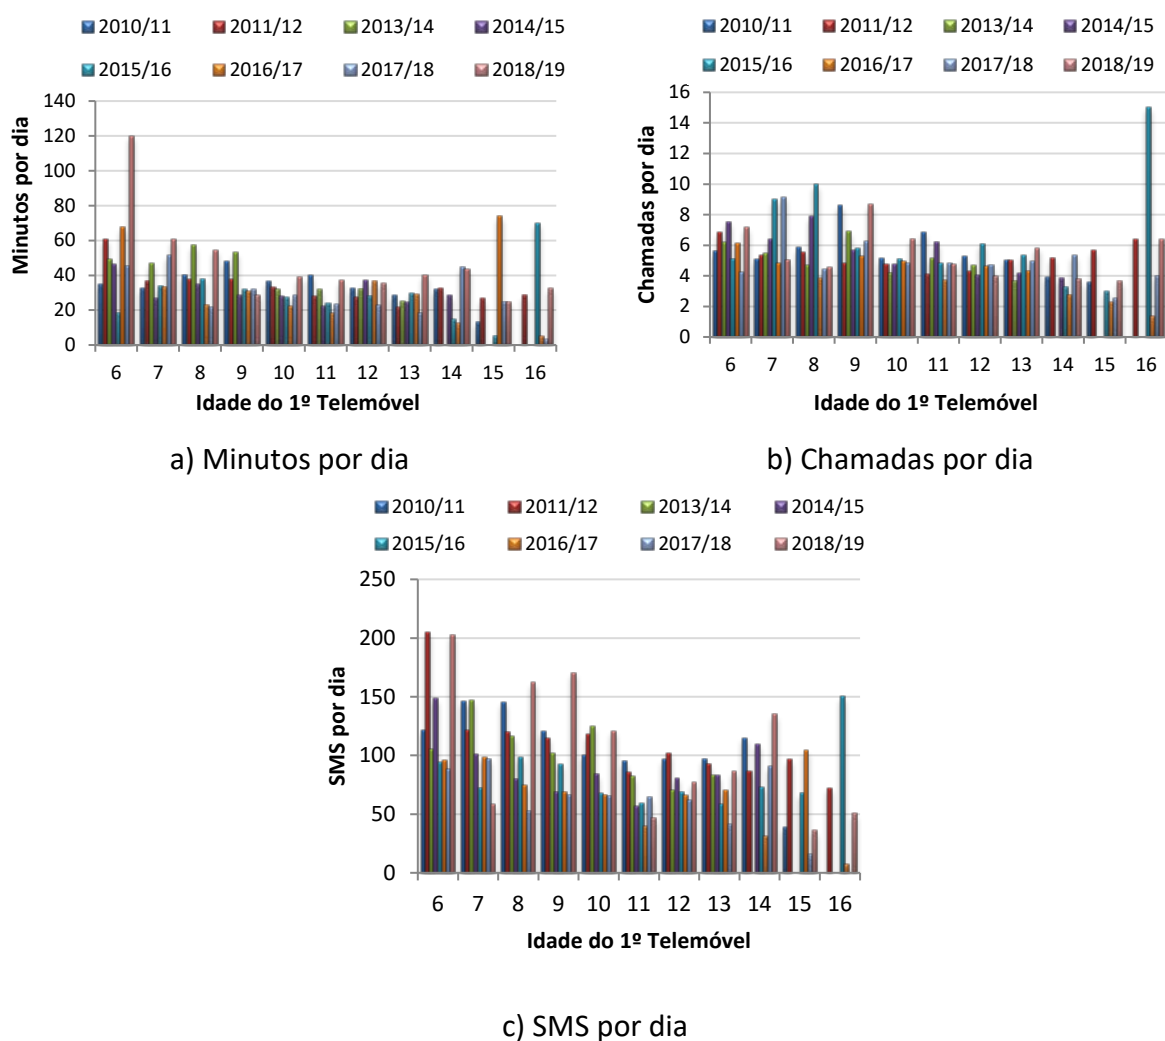 2010/11 2011/12 2013/14 2014/15
2015/16 2016/17 2017/18 2018/19
Minutos por dia
140
120
100
80
60
40
20
0
6 7 8 9 10 11 12 13 14 15 16
Idade do 1º Telemóvel
a) Minutos por dia
2010/11 2011/12 2013/14 2014/15
2015/16 2016/17 2017/18 2018/19
Chamadas por dia
16
14
12
10
8
6
4
2
0
6 7 8 9 10 11 12 13 14 15 16
Idade do 1º Telemóvel
b) Chamadas por dia
2010/11 2011/12 2013/14 2014/15
2015/16 2016/17 2017/18 2018/19
SMS por dia
250
200
150
100
50
0
6 7 8 9 10 11 12 13 14 15 16
Idade do 1º Telemóvel
c) SMS por dia